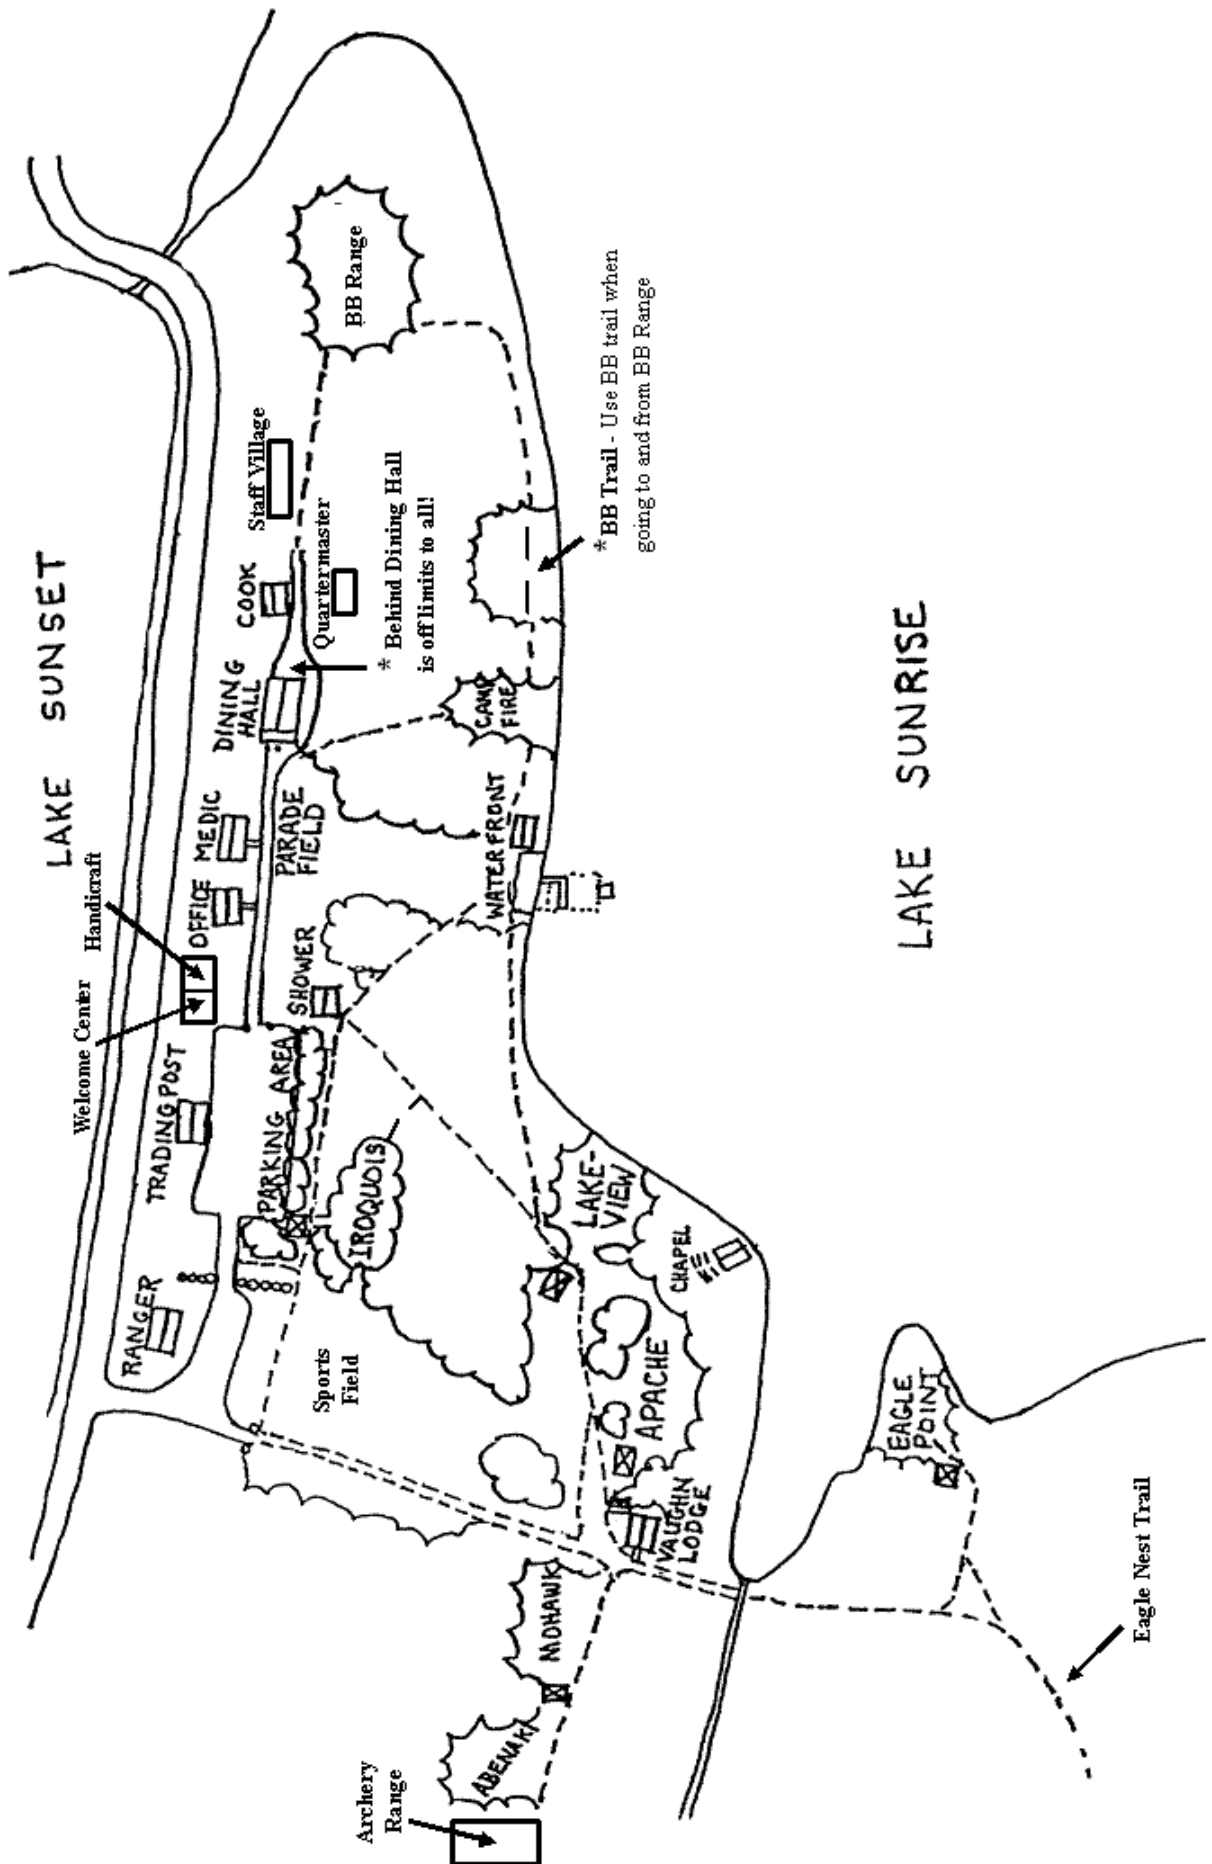 LAKE SUNSET
Welcome Center
Handicraft
RANGER
TRADING POST
OFFICE
MEDIC
DINING
HALL
COOK
Staff Village
Quartermaster
BB Range
PARKING AREA
SHOWER
PARADE
FIELD
* Behind Dining Hall
is off limits to all!
Sports
Field
IROQUOIS
WATERFRONT
CAMP
FIRE
*BB Trail - Use BB trail when
going to and from BB Range
Archery
Range
ABENAKI
MOHAWK
VAUGHN
LODGE
APACHE
LAKE-
VIEW
CHAPEL
EAGLE
POINT
LAKE SUNRISE
Eagle Nest Trail